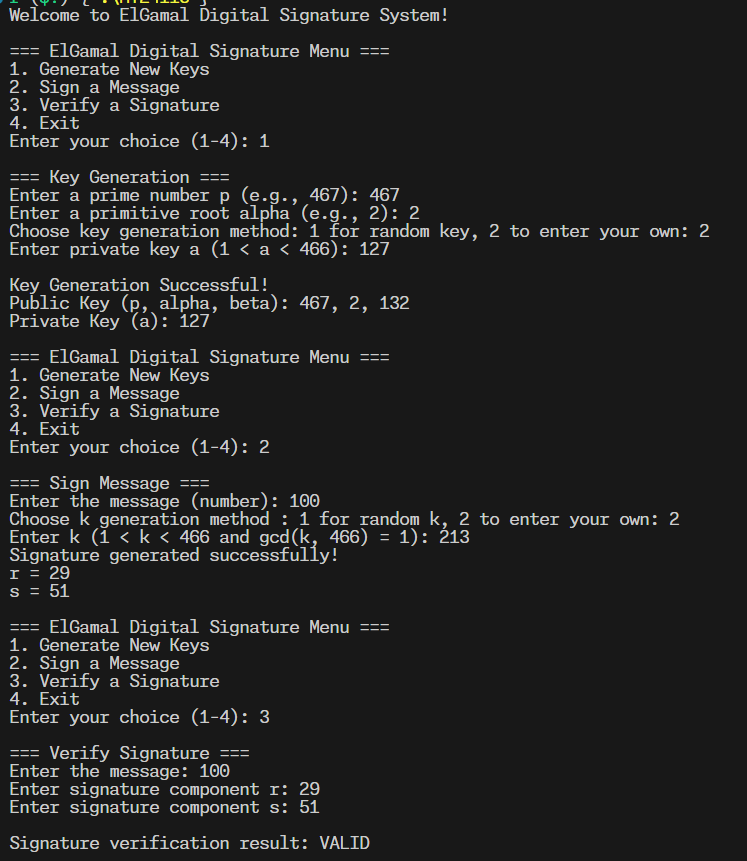 Welcome to ElGamal Digital Signature System!
=== ElGamal Digital Signature Menu ===
1. Generate New Keys
2. Sign a Message
3. Verify a Signature
4. Exit
Enter your choice (1-4): 1
=== Key Generation ===
Enter a prime number p (e.g., 467): 467
Enter a primitive root alpha (e.g., 2): 2
Choose key generation method: 1 for random key, 2 to enter your own: 2
Enter private key a (1 < a < 466): 127
Key Generation Successful!
Public Key (p, alpha, beta): 467, 2, 132
Private Key (a): 127
=== ElGamal Digital Signature Menu ===
1. Generate New Keys
2. Sign a Message
3. Verify a Signature
4. Exit
Enter your choice (1-4): 2
=== Sign Message ===
Enter the message (number): 100
Choose k generation method : 1 for random k, 2 to enter your own: 2
Enter k (1 < k < 466 and gcd(k, 466) = 1): 213
Signature generated successfully!
r = 29
s = 51
=== ElGamal Digital Signature Menu ===
1. Generate New Keys
2. Sign a Message
3. Verify a Signature
4. Exit
Enter your choice (1-4): 3
=== Verify Signature ===
Enter the message: 100
Enter signature component r: 29
Enter signature component s: 51
Signature verification result: VALID